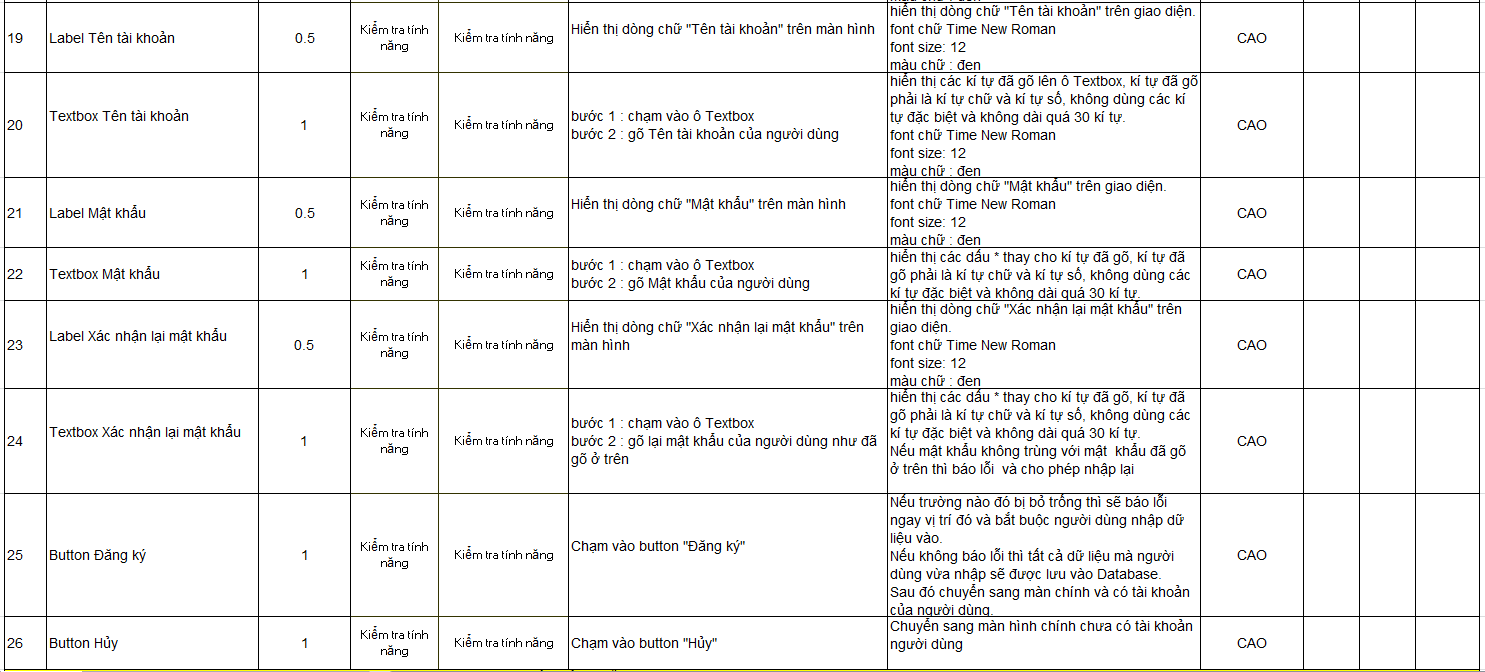 hiển thị dòng chữ "Tên tài khoản" trên giao diện.
19
Label Tên tài khoản
0.5
Kiểm tra tính
năng
Kiểm tra tính năng
Hiển thị dòng chữ "Tên tài khoản" trên màn hình
font chữ Time New Roman
font size: 12
màu chữ : đen
CAO
20
Textbox Tên tài khoản
1
Kiểm tra tính
năng
Kiểm tra tính năng
bước 1 : chạm vào ô Textbox
bước 2 : gõ Tên tài khoản của người dùng
hiển thị các kí tự đã gõ lên ô Textbox, kí tự đã gõ
phải là kí tự chữ và kí tự số, không dùng các kí
tự đặc biệt và không dài quá 30 kí tự.
font chữ Time New Roman
font size: 12
màu chữ : đen
CAO
21
Label Mật khẩu
0.5
Kiểm tra tính
năng
Kiểm tra tính năng
Hiển thị dòng chữ "Mật khẩu" trên màn hình
hiển thị dòng chữ "Mật khẩu" trên giao diện.
font chữ Time New Roman
font size: 12
màu chữ : đen
CAO
22
Textbox Mật khẩu
1
Kiểm tra tính
năng
Kiểm tra tính năng
bước 1 : chạm vào ô Textbox
bước 2 : gõ Mật khẩu của người dùng
hiển thị các dấu * thay cho kí tự đã gõ, kí tự đã
gõ phải là kí tự chữ và kí tự số, không dùng các
kí tự đặc biệt và không dài quá 30 kí tự.
CAO
23
Label Xác nhận lại mật khẩu
0.5
Kiểm tra tính
năng
Kiểm tra tính năng
Hiển thị dòng chữ "Xác nhận lại mật khẩu" trên
màn hình
hiển thị dòng chữ "Xác nhận lại mật khẩu" trên
giao diện.
font chữ Time New Roman
font size: 12
màu chữ : đen
CAO
24
Textbox Xác nhận lại mật khẩu
1
Kiểm tra tính
năng
Kiểm tra tính năng
bước 1 : chạm vào ô Textbox
bước 2 : gõ lại mật khẩu của người dùng như đã
gõ ở trên
hiển thị các dấu * thay cho kí tự đã gõ, kí tự đã
gõ phải là kí tự chữ và kí tự số, không dùng các
kí tự đặc biệt và không dài quá 30 kí tự.
Nếu mật khẩu không trùng với mật khẩu đã gõ
ở trên thì báo lỗi và cho phép nhập lại
CAO
25
Button Đăng ký
1
Kiểm tra tính
năng
Kiểm tra tính năng
Chạm vào button "Đăng ký"
Nếu trường nào đó bị bỏ trống thì sẽ báo lỗi
ngay vị trí đó và bắt buộc người dùng nhập dữ
liệu vào.
Nếu không báo lỗi thì tất cả dữ liệu mà người
dùng vừa nhập sẽ được lưu vào Database.
Sau đó chuyển sang màn chính và có tài khoản
của người dùng.
CAO
26
Button Hủy
1
Kiểm tra tính
năng
Kiểm tra tính năng
Chạm vào button "Hủy"
Chuyển sang màn hình chính chưa có tài khoản
người dùng
CAO